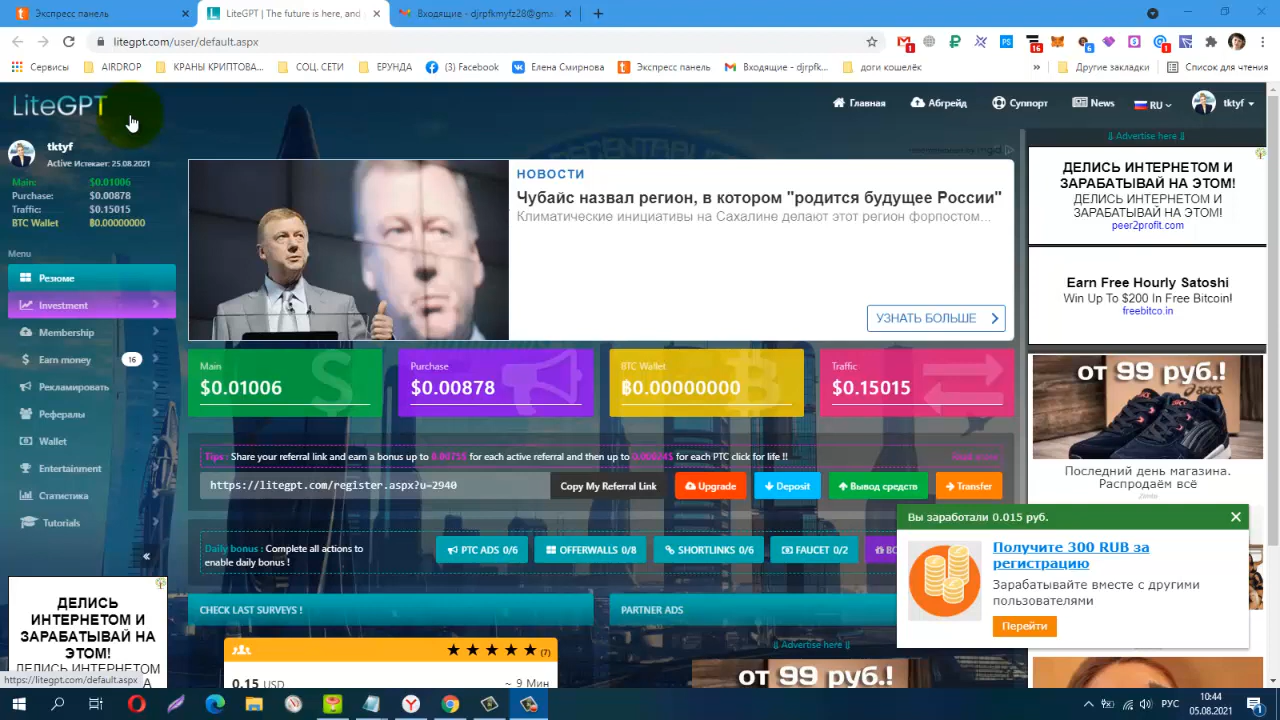 Экспресс панель
LiteGPT | The future is here, and
Входящие - djrpfkmyfz28@gmail
litegpt.com/user/default.aspx
Сервисы
AIRDROP
КРАНЫ КРИПТОВА...
СОЦ. СЕТИ
ЕРУНДА
(3) Facebook
Елена Смирнова
Экспресс панель
Входящие - djrpfk...
доги кошелёк
»
Другие закладки
Список для чтения
LiteGPT
Главная
Абгрейд
Суппорт
News
RU
tktyf
tktyf
Active Истекает: 25.08.2021
Main: $0.01006
Purchase: $0.00878
Traffic: $0.15015
BTC Wallet ฿0.00000000
Menu
Резюме
Investment
Membership
Earn money 16
Рекламировать
Рефералы
Wallet
Entertainment
Статистика
Tutorials
НОВОСТИ
Чубайс назвал регион, в котором "родится будущее России"
Климатические инициативы на Сахалине делают этот регион форпостом...
УЗНАТЬ БОЛЬШЕ
Main
$0.01006
Purchase
$0.00878
BTC Wallet
฿0.00000000
Traffic
$0.15015
Tips : Share your referral link and earn a bonus up to for each active referral and then up to for each PTC click for life !!
https://litegpt.com/register.aspx?u=2940
Copy My Referral Link
Upgrade
Deposit
Вывод средств
Transfer
Daily bonus : Complete all actions to
enable daily bonus !
PTC ADS 0/6
OFFERWALLS 0/8
SHORTLINKS 0/6
FAUCET 0/2
CHECK LAST SURVEYS !
PARTNER ADS
(7)
0.15
~ 9 Мин
⇓ Advertise here ⇓
от 99 руб.!
⇓ Advertise here ⇓
ДЕЛИСЬ ИНТЕРНЕТОМ И
ЗАРАБАТЫВАЙ НА ЭТОМ!
ДЕЛИСЬ ИНТЕРНЕТОМ И
ЗАРАБАТЫВАЙ НА ЭТОМ!
peer2profit.com
Earn Free Hourly Satoshi
Win Up To $200 In Free Bitcoin!
freebitco.in
от 99 руб.!
asics
Последний день магазина.
Распродаём всё
Вы заработали 0.015 руб.
Получите 300 RUB за
регистрацию
Зарабатывайте вместе с другими
пользователями
Перейти
ДЕЛИСЬ
ИНТЕРНЕТОМ И
ЗАРАБАТЫВАЙ НА
ЭТОМ!
ДЕЛИСЬ ИНТЕРНЕТОМ
https://litegpt.com/default.aspx
РУС
10:44
05.08.2021